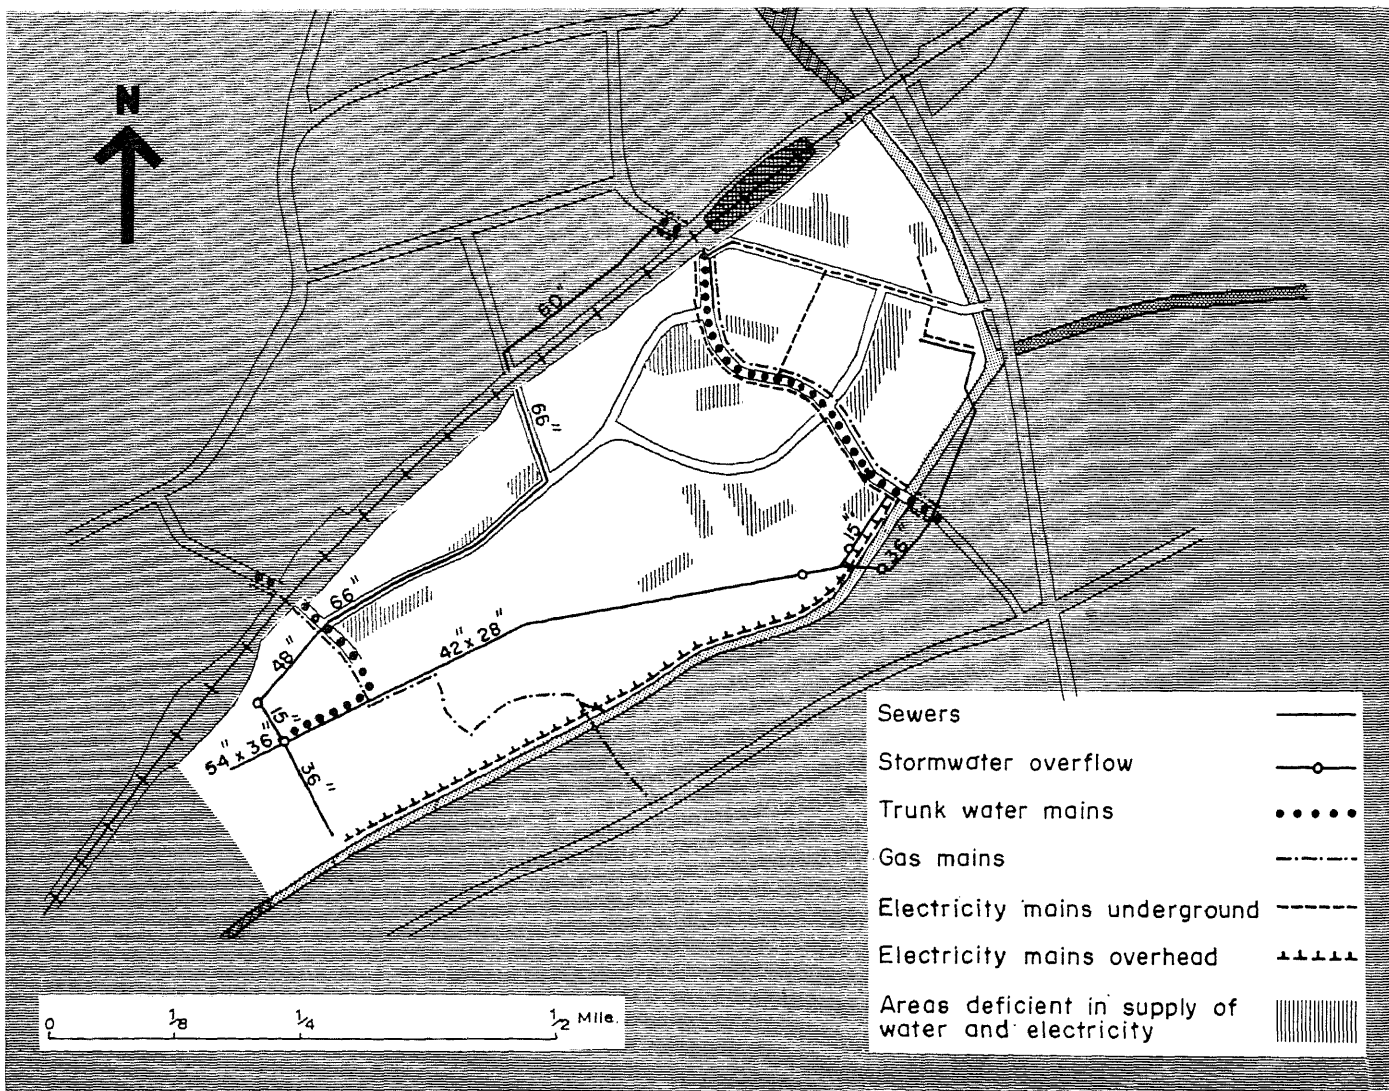 N
60"
66"
15"
36"
66"
42" x 28"
48"
15"
54" x 36"
36"
Sewers
Stormwater overflow
Trunk water mains
Gas mains
Electricity mains underground
Electricity mains overhead
Areas deficient in supply of
water and electricity
0 1/8 1/4 1/2 Mile.